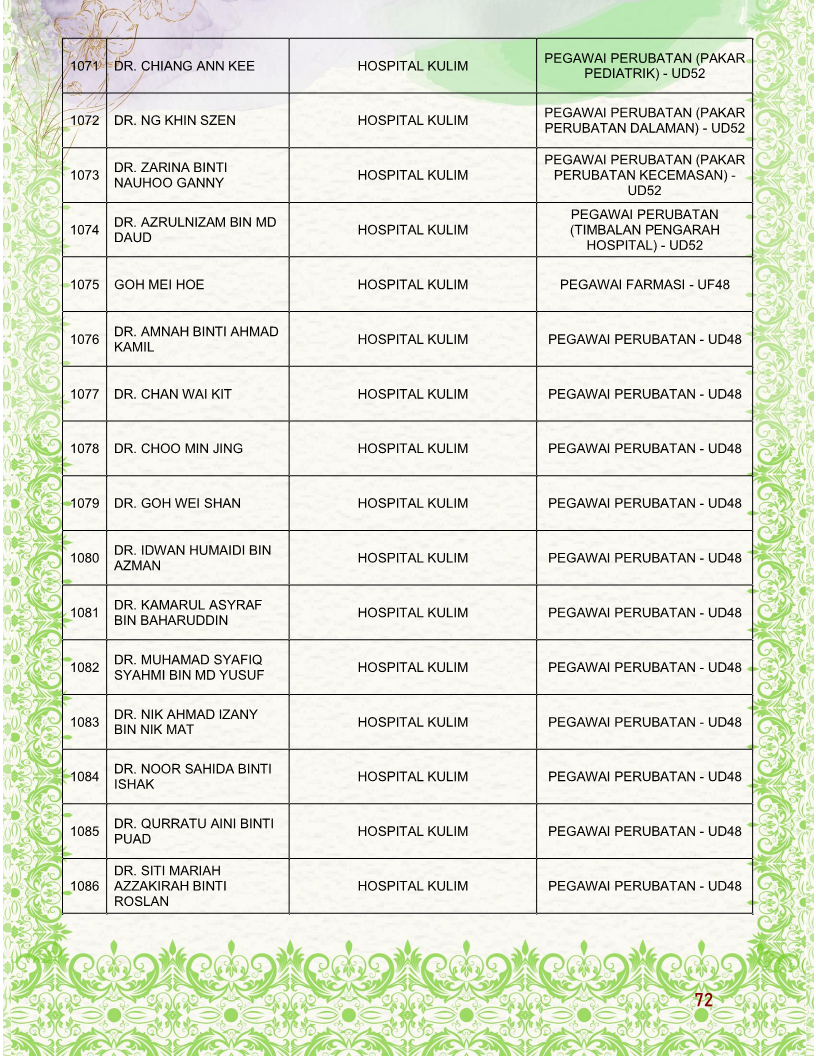 1071 DR. CHIANG ANN KEE HOSPITAL KULIM PEGAWAI PERUBATAN (PAKAR
PEDIATRIK) - UD52
1072 DR. NG KHIN SZEN HOSPITAL KULIM PEGAWAI PERUBATAN (PAKAR
PERUBATAN DALAMAN) - UD52
1073 DR. ZARINA BINTI
NAUHOO GANNY HOSPITAL KULIM PEGAWAI PERUBATAN (PAKAR
PERUBATAN KECEMASAN) -
UD52
1074 DR. AZRULNIZAM BIN MD
DAUD HOSPITAL KULIM PEGAWAI PERUBATAN
(TIMBALAN PENGARAH
HOSPITAL) - UD52
1075 GOH MEI HOE HOSPITAL KULIM PEGAWAI FARMASI - UF48
1076 DR. AMNAH BINTI AHMAD
KAMIL HOSPITAL KULIM PEGAWAI PERUBATAN - UD48
1077 DR. CHAN WAI KIT HOSPITAL KULIM PEGAWAI PERUBATAN - UD48
1078 DR. CHOO MIN JING HOSPITAL KULIM PEGAWAI PERUBATAN - UD48
1079 DR. GOH WEI SHAN HOSPITAL KULIM PEGAWAI PERUBATAN - UD48
1080 DR. IDWAN HUMAIDI BIN
AZMAN HOSPITAL KULIM PEGAWAI PERUBATAN - UD48
1081 DR. KAMARUL ASYRAF
BIN BAHARUDDIN HOSPITAL KULIM PEGAWAI PERUBATAN - UD48
1082 DR. MUHAMAD SYAFIQ
SYAHMI BIN MD YUSUF HOSPITAL KULIM PEGAWAI PERUBATAN - UD48
1083 DR. NIK AHMAD IZANY
BIN NIK MAT HOSPITAL KULIM PEGAWAI PERUBATAN - UD48
1084 DR. NOOR SAHIDA BINTI
ISHAK HOSPITAL KULIM PEGAWAI PERUBATAN - UD48
1085 DR. QURRATU AINI BINTI
PUAD HOSPITAL KULIM PEGAWAI PERUBATAN - UD48
1086 DR. SITI MARIAH
AZZAKIRAH BINTI
ROSLAN HOSPITAL KULIM PEGAWAI PERUBATAN - UD48
72